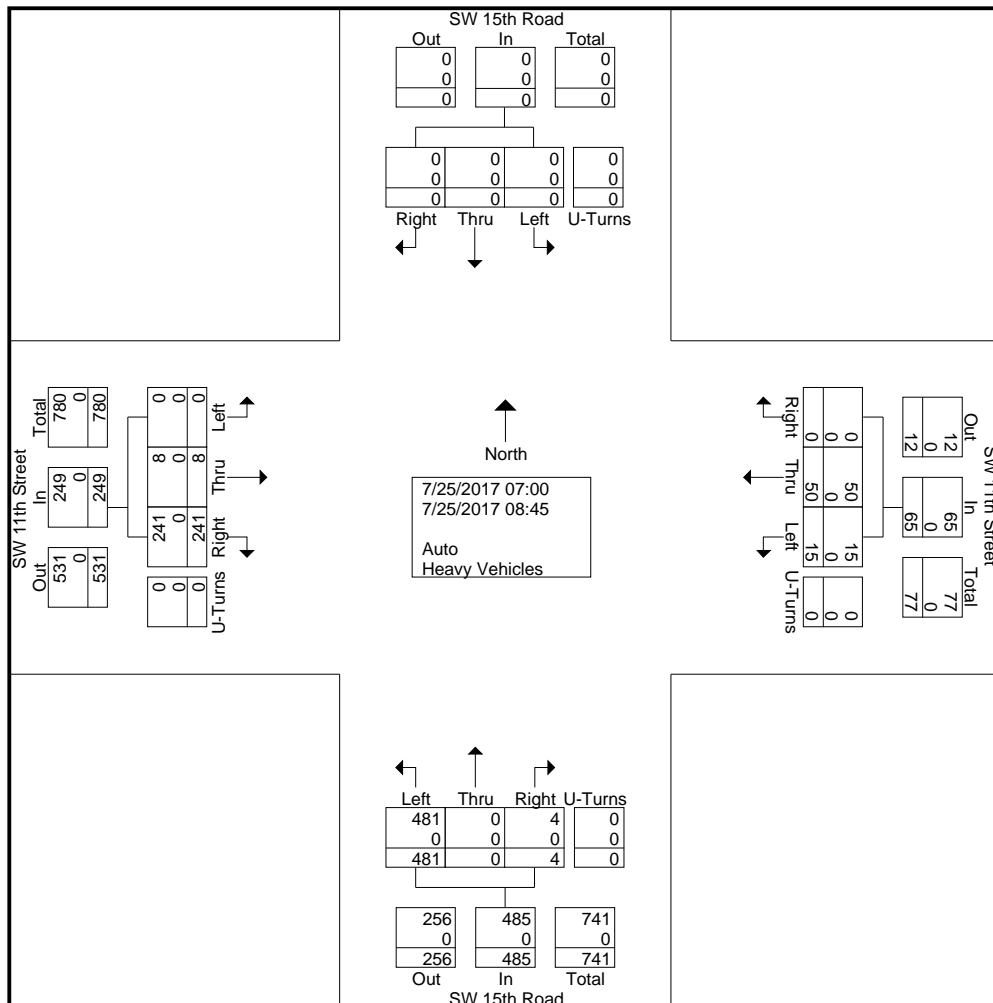 SW 15th Road
Out In Total
0 0 0
0 0 0
0 0 0
0 0 0 0
0 0 0 0
0 0 0 0
Right Thru Left U-Turns
SW 11th Street
Total In Out
780 249 531
0 0 0
780 249 531
0 8 241 0
0 0 0 0
0 8 241 0
Left Thru Right U-Turns
North
7/25/2017 07:00
7/25/2017 08:45
Auto
Heavy Vehicles
SW 11th Street
Out In Total
12 65 77
0 0 0
12 65 77
0 50 15 0
0 0 0 0
0 50 15 0
Right Thru Left U-Turns
Left Thru Right U-Turns
481 0 4 0
0 0 0 0
481 0 4 0
256 485 741
0 0 0
256 485 741
Out In Total
SW 15th Road